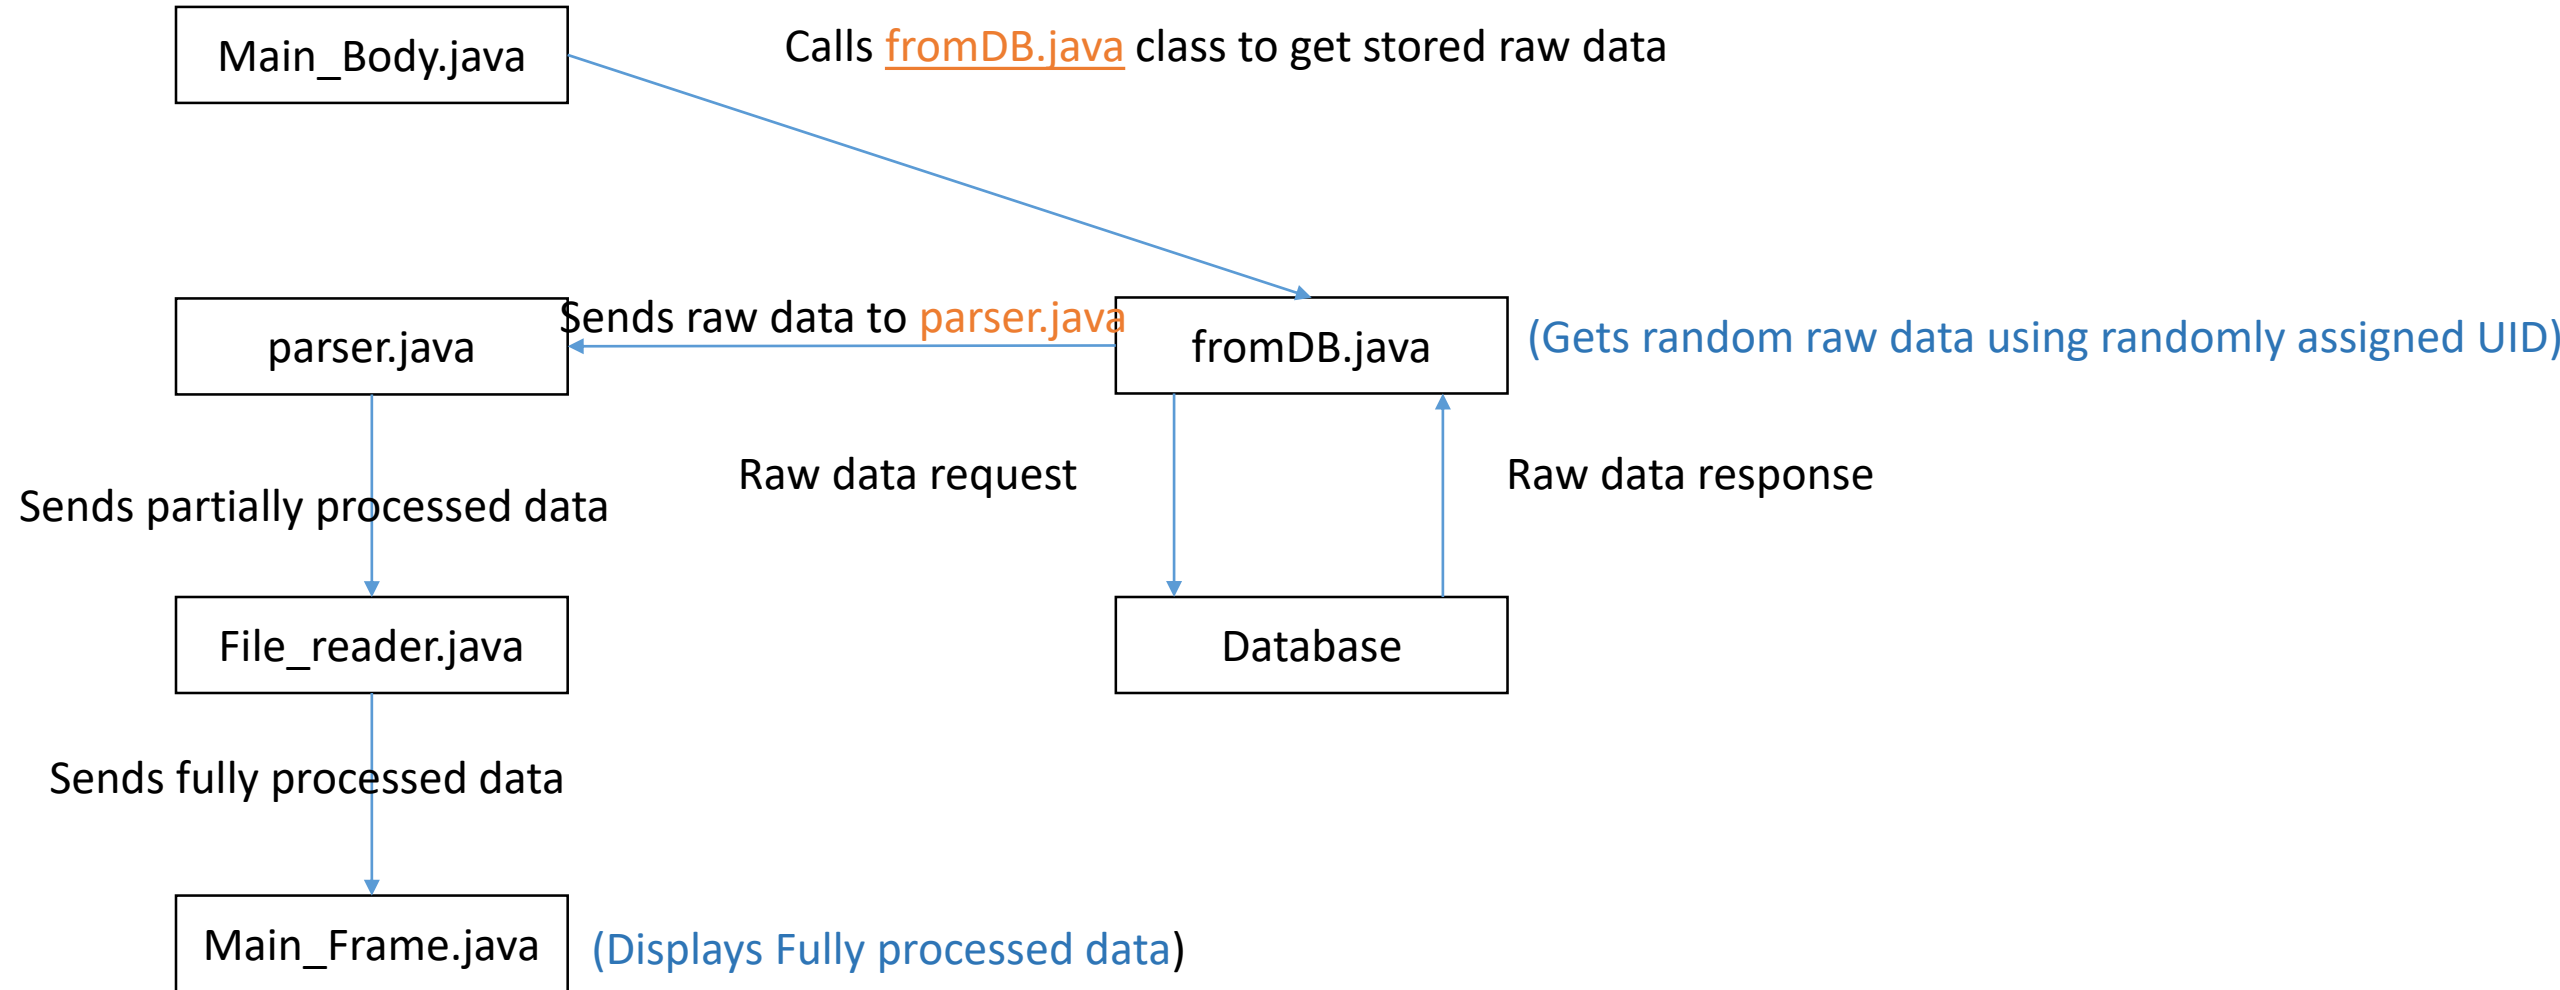 Main_Body.java
Calls fromDB.java class to get stored raw data
parser.java
Sends raw data to parser.java
fromDB.java
(Gets random raw data using randomly assigned UID)
Sends partially processed data
Raw data request
Raw data response
File_reader.java
Database
Sends fully processed data
Main_Frame.java
(Displays Fully processed data)